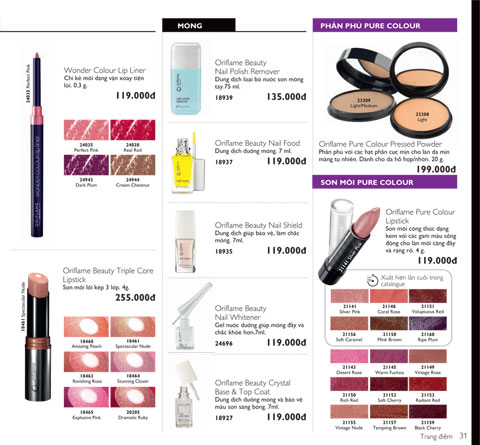 24035 Perfect Pink
Wonder Colour Lip Liner
Chì kẻ môi dạng vặn xoay tiện
lợi. 0.3 g.
119.000đ
24035
Perfect Pink
24038
Real Red
24943
Dark Plum
24944
Cream Chestnut
18461 Spectacular Nude
Oriflame Beauty Triple Core
Lipstick
Son môi lõi kép 3 lớp. 4g.
255.000đ
18460
Amazing Peach
18461
Spectacular Nude
18463
Ravishing Rose
18464
Stunning Clover
18465
Explosive Pink
20205
Dramatic Ruby
MÓNG
Oriflame Beauty
Nail Polish Remover
Dung dịch loại bỏ nước sơn móng
tay.75 ml.
18939
135.000đ
Oriflame Beauty Nail Food
Dung dịch dưỡng móng. 7 ml.
18937
119.000đ
Oriflame Beauty Nail Shield
Dung dịch giúp bảo vệ, làm chắc
móng. 7ml.
18935
119.000đ
Oriflame Beauty
Nail Whitener
Gel nước dưỡng giúp móng đầy và
chắc khỏe hơn.7ml.
24696
119.000đ
Oriflame Beauty Crystal
Base & Top Coat
Dung dịch dưỡng móng và bảo vệ
màu sơn sáng bóng. 7ml.
18927
119.000đ
PHẤN PHỦ PURE COLOUR
23209
Light/Medium
23208
Light
Oriflame Pure Colour Pressed Powder
Phấn phủ với các hạt phấn cực mịn cho làn da mịn
màng tự nhiên. Dành cho da hỗ hợp/nhờn. 20 g.
199.000đ
SON MÔI PURE COLOUR
Oriflame Pure Colour
Lipstick
Son môi công thức dạng
kem với các gam màu sống
động cho làn môi căng đầy
và rạng rỡ. 4 g.
119.000đ
21141 Silver Pink
Xuất hiện lần cuối trong
catalogue
21141
Silver Pink
21148
Coral Rose
21151
Voluptuous Red
21156
Soft Caramel
21158
Mink Brown
21160
Ripe Plum
21143
Desert Rose
21145
Warm Fuchsia
21149
Vintage Rose
21150
Rich Red
21152
Soft Cherry
21153
Radiant Red
21155
Vintage Nude
21157
Tempting Brown
21159
Black Cherry
Trang điểm 31